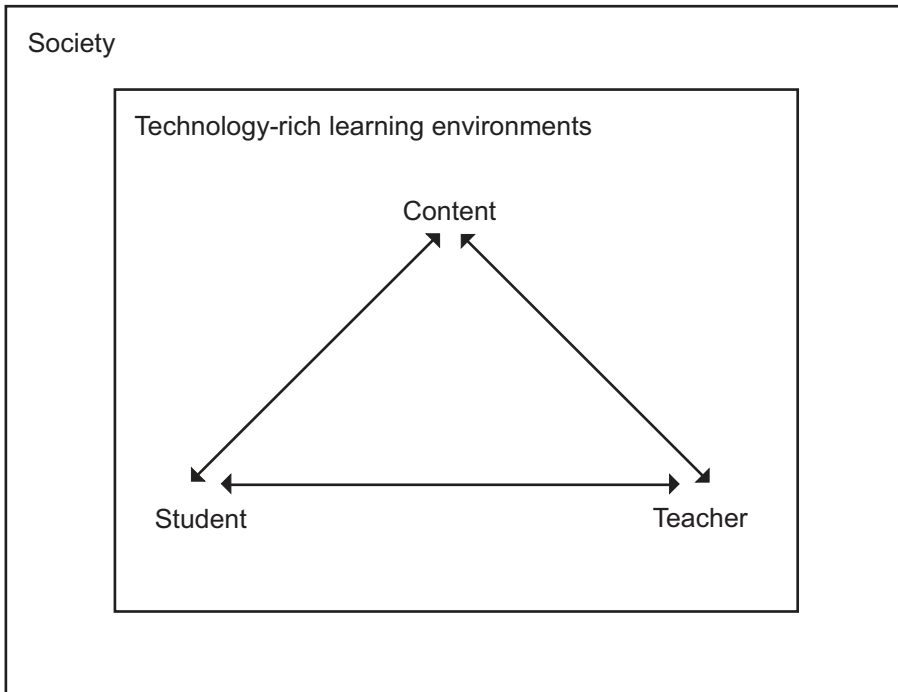 Society
Technology-rich learning environments
Content
Student
Teacher